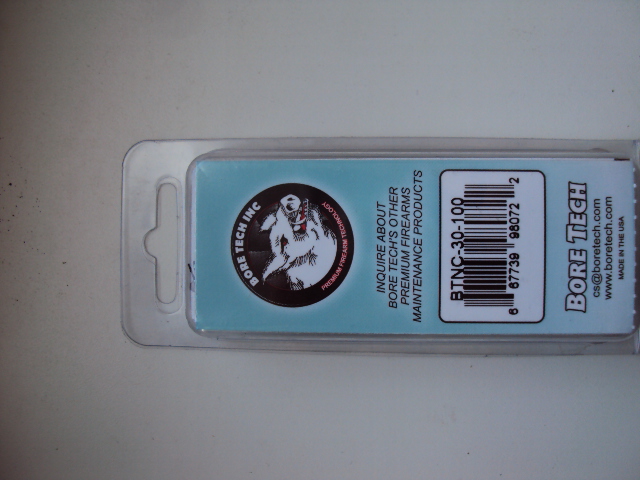 BORE TECH INC
PREMIUM FIREARM TECHNOLOGY
INQUIRE ABOUT
BORE TECH'S OTHER
PREMIUM FIREARMS
MAINTENANCE PRODUCTS
BTNC-30-100
6 67739 98072 2
BORE TECH
cs@boretech.com
www.boretech.com
MADE IN THE USA